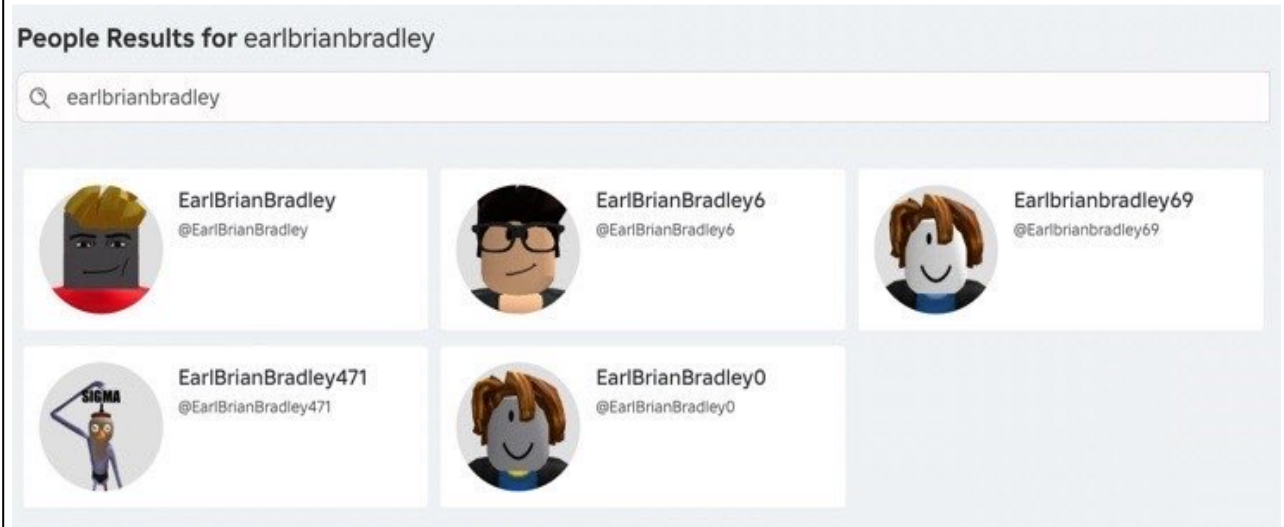 People Results for earlbrianbradley
earlbrianbradley
EarlBrianBradley
@EarlBrianBradley
EarlBrianBradley6
@EarlBrianBradley6
Earlbrianbradley69
@Earlbrianbradley69
EarlBrianBradley471
@EarlBrianBradley471
SIGMA
EarlBrianBradley0
@EarlBrianBradley0